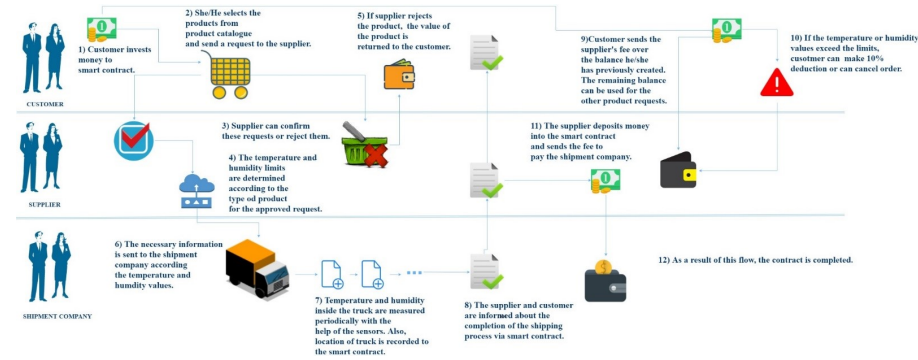 1) Customer invests
money to
smart contract.
2) She/He selects the
products from
product catalogue
and send a request to the supplier.
5) If supplier rejects
the product, the value of
the product is
returned to the customer.
9)Customer sends the
supplier's fee over
the balance he/she
has previously created.
The remaining balance
can be used for the
other product requests.
10) If the temperature or humidity
values exceed the limits,
cusotmer can make 10%
deduction or can cancel order.
CUSTOMER
3) Supplier can confirm
these requests or reject them.
4) The temperature and
humidity limits
are determined
according to the
type od product
for the approved request.
11) The supplier deposits money
into the smart contract
and sends the fee to
pay the shipment company.
SUPPLIER
6) The necessary information
is sent to the shipment
company according
the temperature and
humdity values.
7) Temperature and humidity
inside the truck are measured
periodically with the
help of the sensors. Also,
location of truck is recorded to
the smart contract.
8) The supplier and customer
are informed about the
completion of the shipping
process via smart contract.
12) As a result of this flow, the contract is completed.
SHIPMENT COMPANY